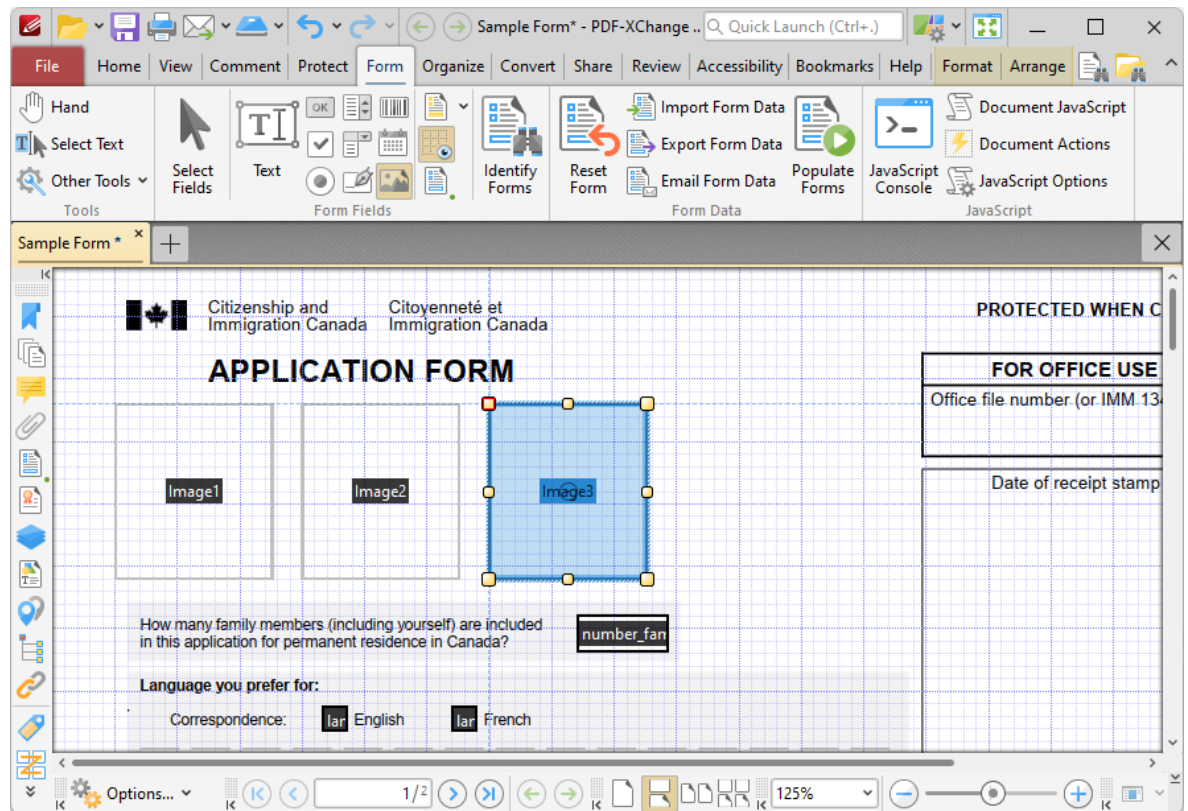 Sample Form* - PDF-XChange ..
Quick Launch (Ctrl+.)
File
Home
View
Comment
Protect
Form
Organize
Convert
Share
Review
Accessibility
Bookmarks
Help
Format
Arrange
Hand
Select Text
Other Tools
Tools
Select
Fields
Text
OK
Form Fields
Identify
Forms
Reset
Form
Import Form Data
Export Form Data
Email Form Data
Populate
Forms
Form Data
JavaScript
Console
Document JavaScript
Document Actions
JavaScript Options
JavaScript
Sample Form *
Citizenship and
Immigration Canada
Citoyenneté et
Immigration Canada
PROTECTED WHEN C
APPLICATION FORM
FOR OFFICE USE
Office file number (or IMM 134
Date of receipt stamp
Image1
Image2
Image3
How many family members (including yourself) are included
in this application for permanent residence in Canada?
number_fam
Language you prefer for:
Correspondence:
lar English
lar French
Options...
1/2
125%